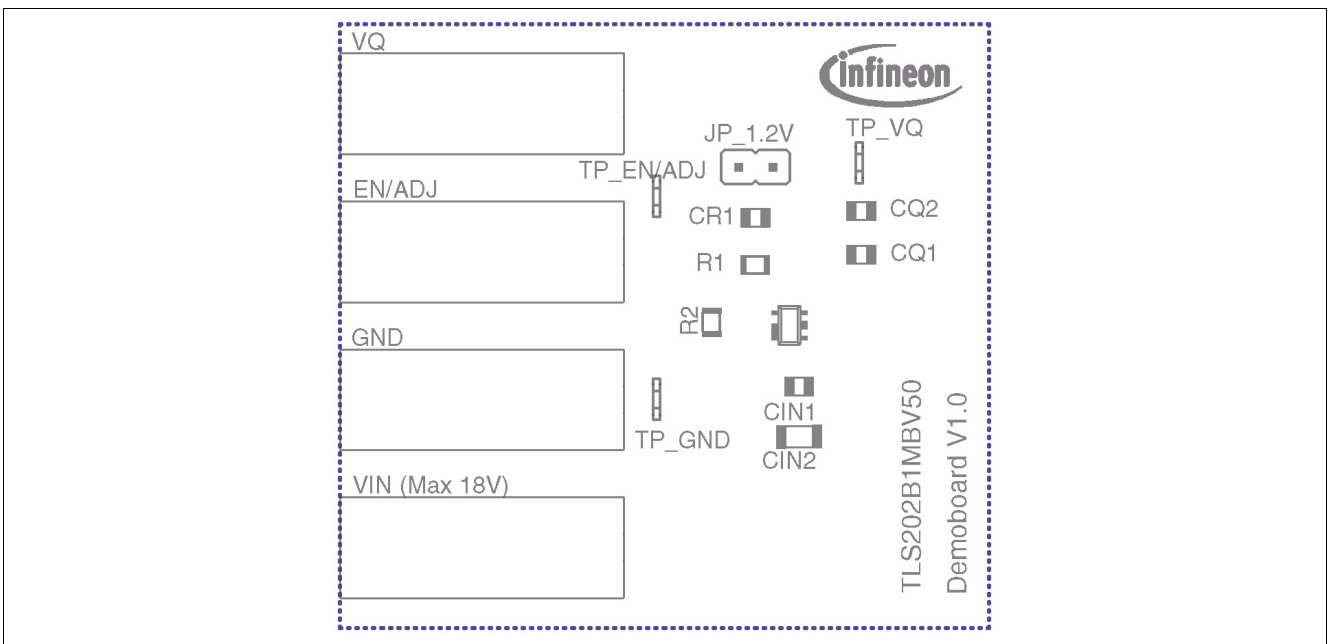 VQ
infineon
TP_VQ
JP_1.2V
TP_EN/ADJ
EN/ADJ
CR1
CQ2
R1
CQ1
R2
GND
CIN1
TP_GND
CIN2
VIN (Max 18V)
TLS202B1MBV50
Demoboard V1.0